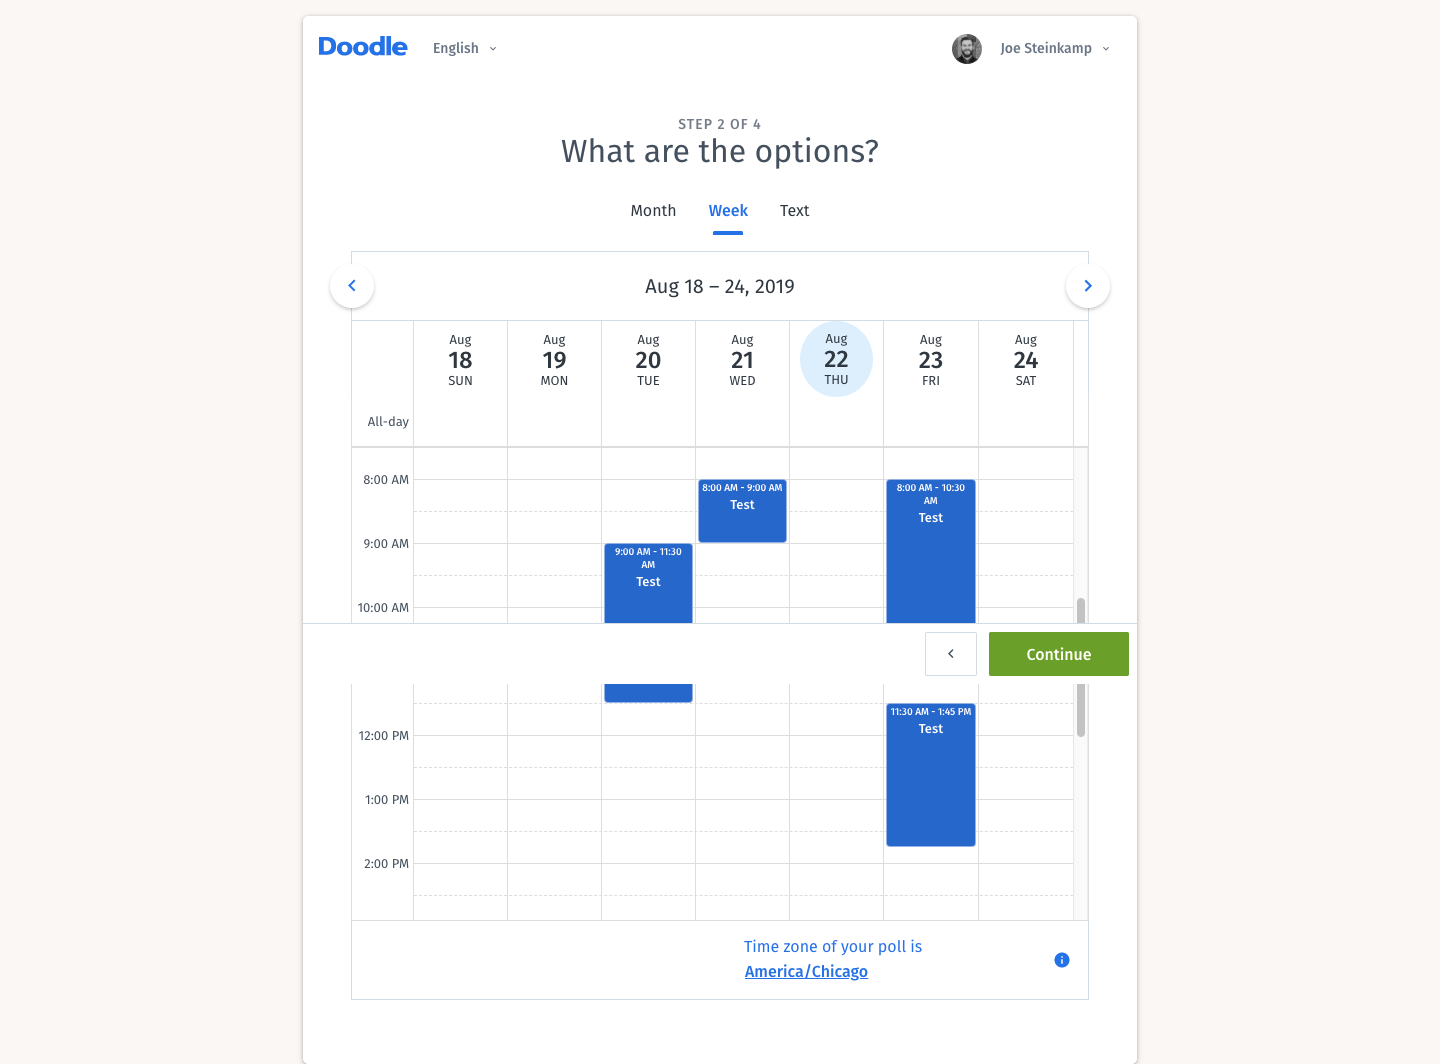 Doodle English Joe Steinkamp
STEP 2 OF 4
What are the options?
Month Week Text
Aug 18 – 24, 2019
Aug Aug Aug Aug Aug Aug Aug
18 19 20 21 22 23 24
SUN MON TUE WED THU FRI SAT
All-day
8:00 AM
8:00 AM - 9:00 AM
Test
8:00 AM - 10:30
AM
Test
9:00 AM
9:00 AM - 11:30
AM
Test
10:00 AM
Continue
11:30 AM - 1:45 PM
Test
12:00 PM
1:00 PM
2:00 PM
Time zone of your poll is
America/Chicago